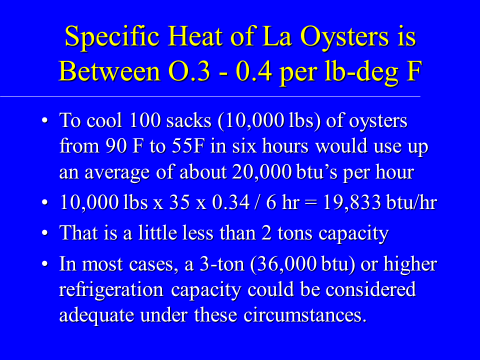 Specific Heat of La Oysters is
Between O.3 - 0.4 per lb-deg F
• To cool 100 sacks (10,000 lbs) of oysters
from 90 F to 55F in six hours would use up
an average of about 20,000 btu’s per hour
• 10,000 lbs x 35 x 0.34 / 6 hr = 19,833 btu/hr
• That is a little less than 2 tons capacity
• In most cases, a 3-ton (36,000 btu) or higher
refrigeration capacity could be considered
adequate under these circumstances.